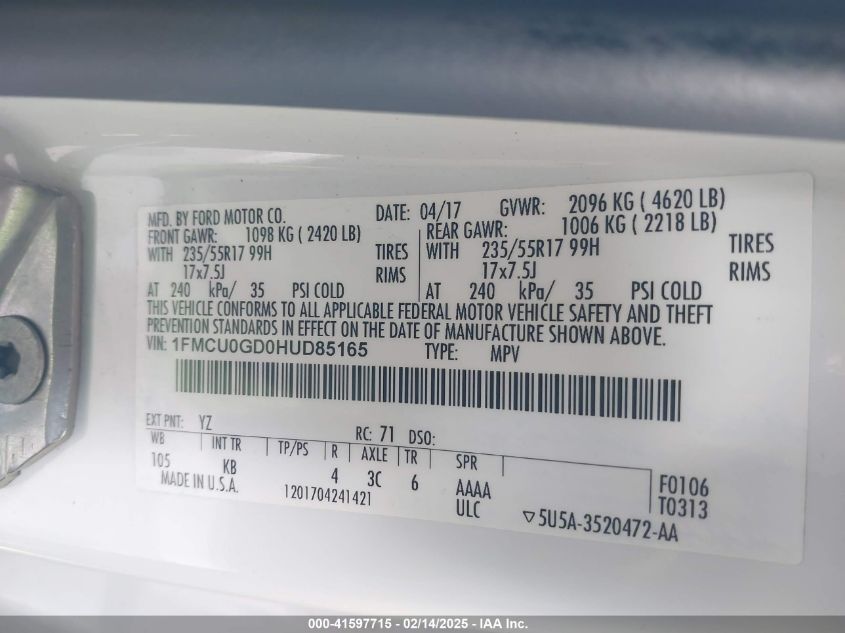 MFD. BY FORD MOTOR CO. DATE: 04/17 GVWR: 2096 KG ( 4620 LB)
FRONT GAWR: 1098 KG ( 2420 LB) REAR GAWR: 1006 KG ( 2218 LB)
WITH 235/55R17 99H TIRES WITH 235/55R17 99H TIRES
17x7.5J RIMS 17x7.5J RIMS
AT 240 kPa/ 35 PSI COLD AT 240 kPa/ 35 PSI COLD
THIS VEHICLE CONFORMS TO ALL APPLICABLE FEDERAL MOTOR VEHICLE SAFETY AND THEFT
PREVENTION STANDARDS IN EFFECT ON THE DATE OF MANUFACTURE SHOWN ABOVE.
VIN: 1FMCU0GD0HUD85165 TYPE: MPV
EXT PNT: YZ RC: 71 DSO:
WB INT TR TP/PS R AXLE TR SPR
105 KB 4 3C 6 AAAA F0106
MADE IN U.S.A. 1201704241421 ULC T0313
▽5U5A-3520472-AA
000-41597715 - 02/14/2025 - IAA Inc.